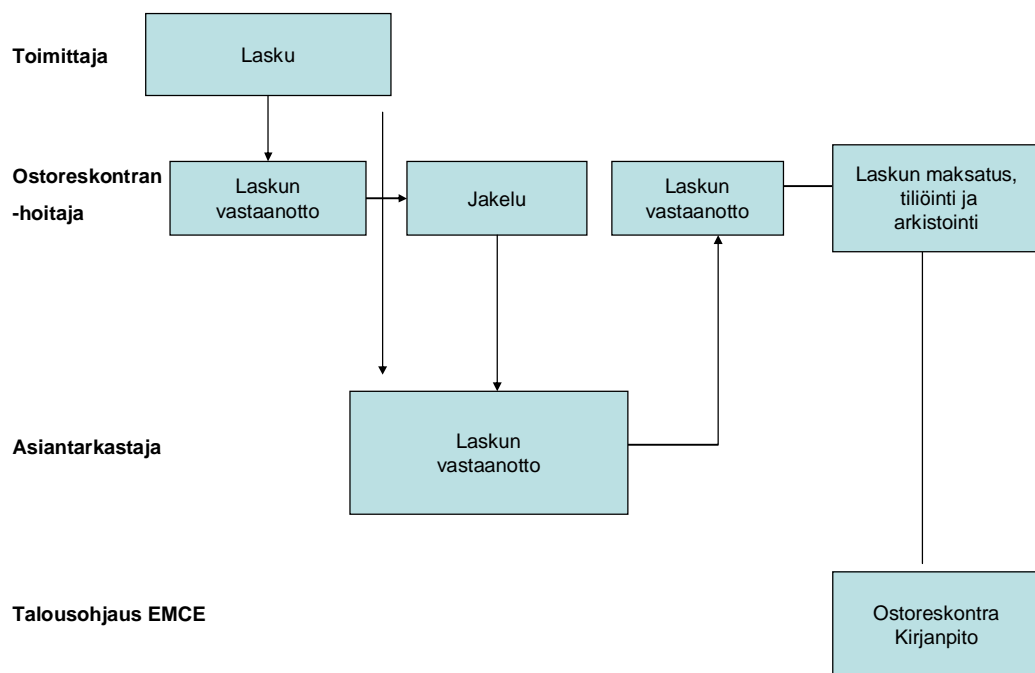 Toimittaja
Lasku
Ostoreskontran
-hoitaja
Laskun
vastaanotto
Jakelu
Laskun
vastaanotto
Laskun maksatus,
tiliöinti ja
arkistointi
Asiantarkastaja
Laskun
vastaanotto
Talousohjaus EMCE
Ostoreskontra
Kirjanpito